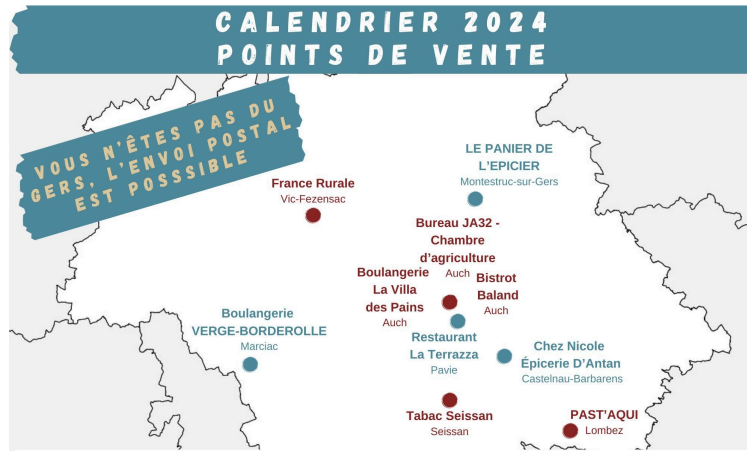 CALENDRIER 2024
POINTS DE VENTE
VOUS N'ÊTES PAS DU
GERS, L'ENVOI POSTAL
EST POSSSIBLE
LE PANIER DE
L'EPICIER
Montestruc-sur-Gers
France Rurale
Vic-Fezensac
Bureau JA32 -
Chambre
d'agriculture
Auch
Boulangerie
La Villa
des Pains
Auch
Bistrot
Baland
Auch
Boulangerie
VERGE-BORDEROLLE
Marciac
Restaurant
La Terrazza
Pavie
Chez Nicole
Épicerie D'Antan
Castelnau-Barbarens
Tabac Seissan
Seissan
PAST'AQUI
Lombez